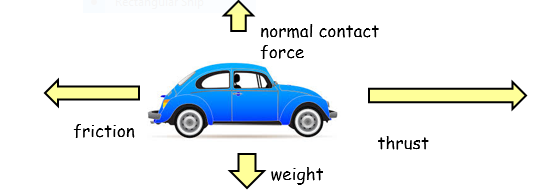 normal contact
force
friction
thrust
weight